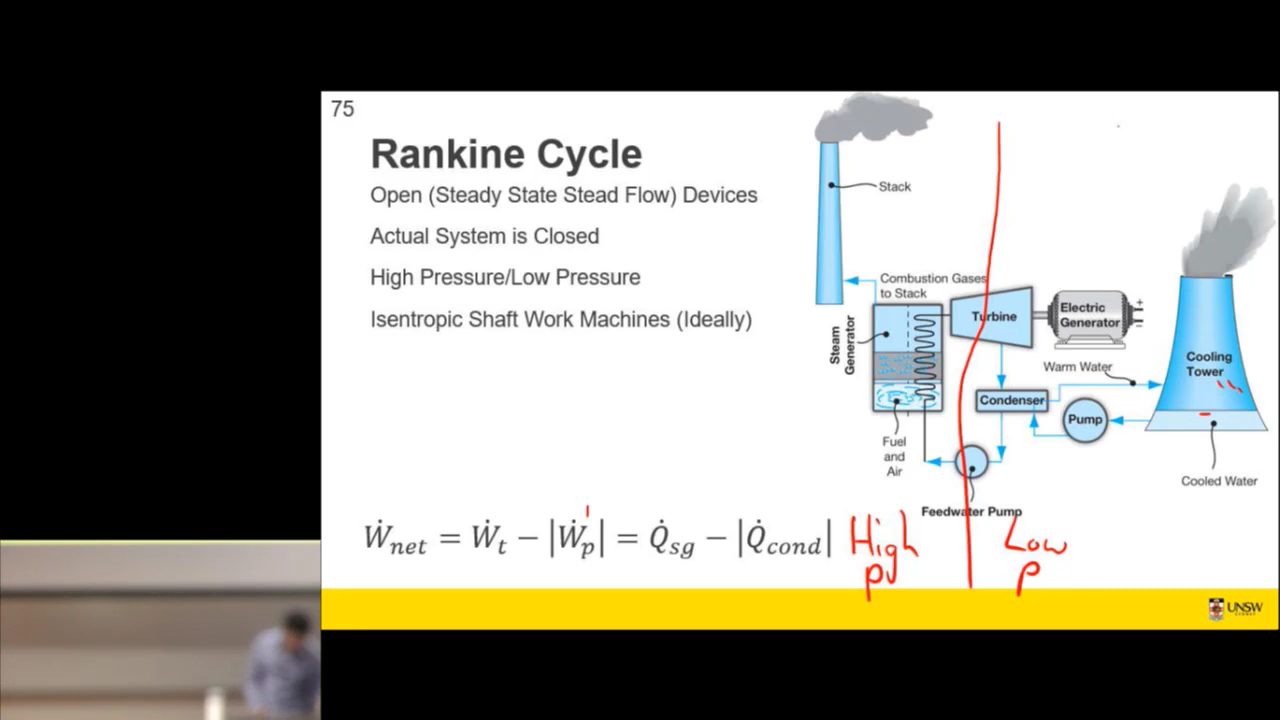 75
Rankine Cycle
Open (Steady State Stead Flow) Devices
Actual System is Closed
High Pressure/Low Pressure
Isentropic Shaft Work Machines (Ideally)
Stack
Combustion Gases
to Stack
Steam
Generator
Turbine
Electric
Generator
+
-
Warm Water
Cooling
Tower
Condenser
Pump
Fuel
and
Air
Cooled Water
Feedwater Pump
Ẇnet = Ẇt − |Ẇp| = Q̇sg − |Q̇cond|
High
p
Low
p
UNSW
SYDNEY